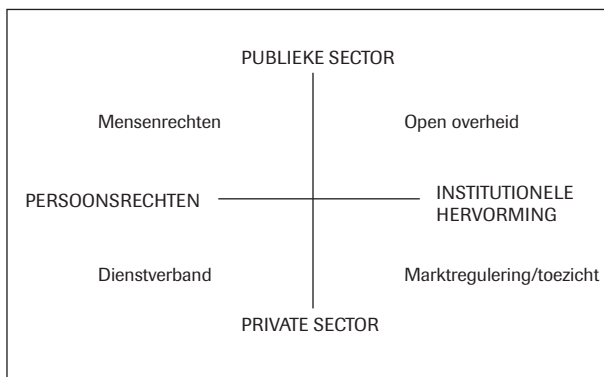 PUBLIEKE SECTOR
Mensenrechten
Open overheid
PERSOONSRECHTEN
INSTITUTIONELE
HERVORMING
Dienstverband
Marktregulering/toezicht
PRIVATE SECTOR